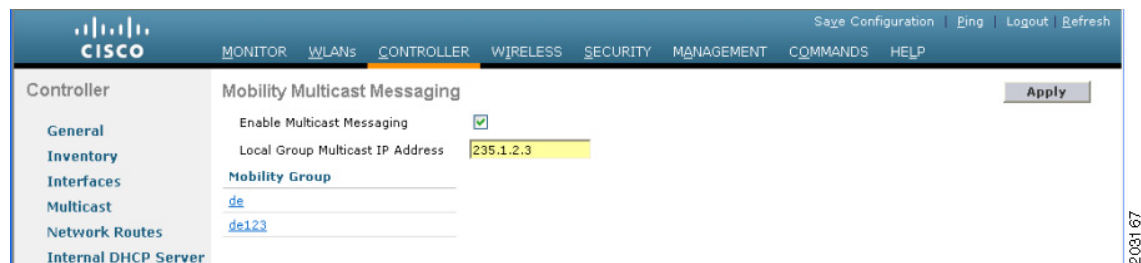 Save Configuration | Ping | Logout | Refresh
CISCO
MONITOR WLANs CONTROLLER WIRELESS SECURITY MANAGEMENT COMMANDS HELP
Controller
General
Inventory
Interfaces
Multicast
Network Routes
Internal DHCP Server
Mobility Multicast Messaging
Apply
Enable Multicast Messaging
Local Group Multicast IP Address 235.1.2.3
Mobility Group
de
de123
203167